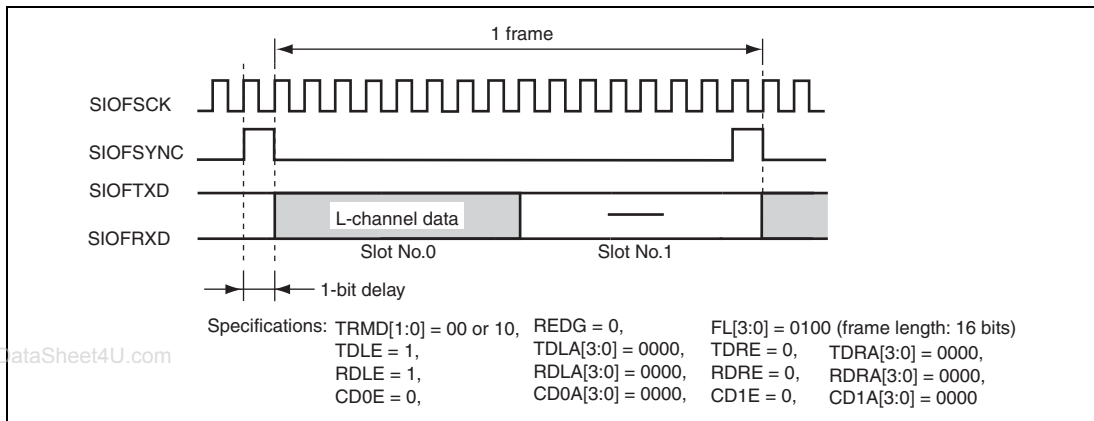 1 frame
SIOFSCK
SIOFSYNC
SIOFTXD
L-channel data
SIOFRXD
Slot No.0 Slot No.1
1-bit delay
Specifications: TRMD[1:0] = 00 or 10, REDG = 0, FL[3:0] = 0100 (frame length: 16 bits)
TDLE = 1, TDLA[3:0] = 0000, TDRE = 0, TDRA[3:0] = 0000,
RDLE = 1, RDLA[3:0] = 0000, RDRE = 0, RDRA[3:0] = 0000,
CD0E = 0, CD0A[3:0] = 0000, CD1E = 0, CD1A[3:0] = 0000
DataSheet4U.com